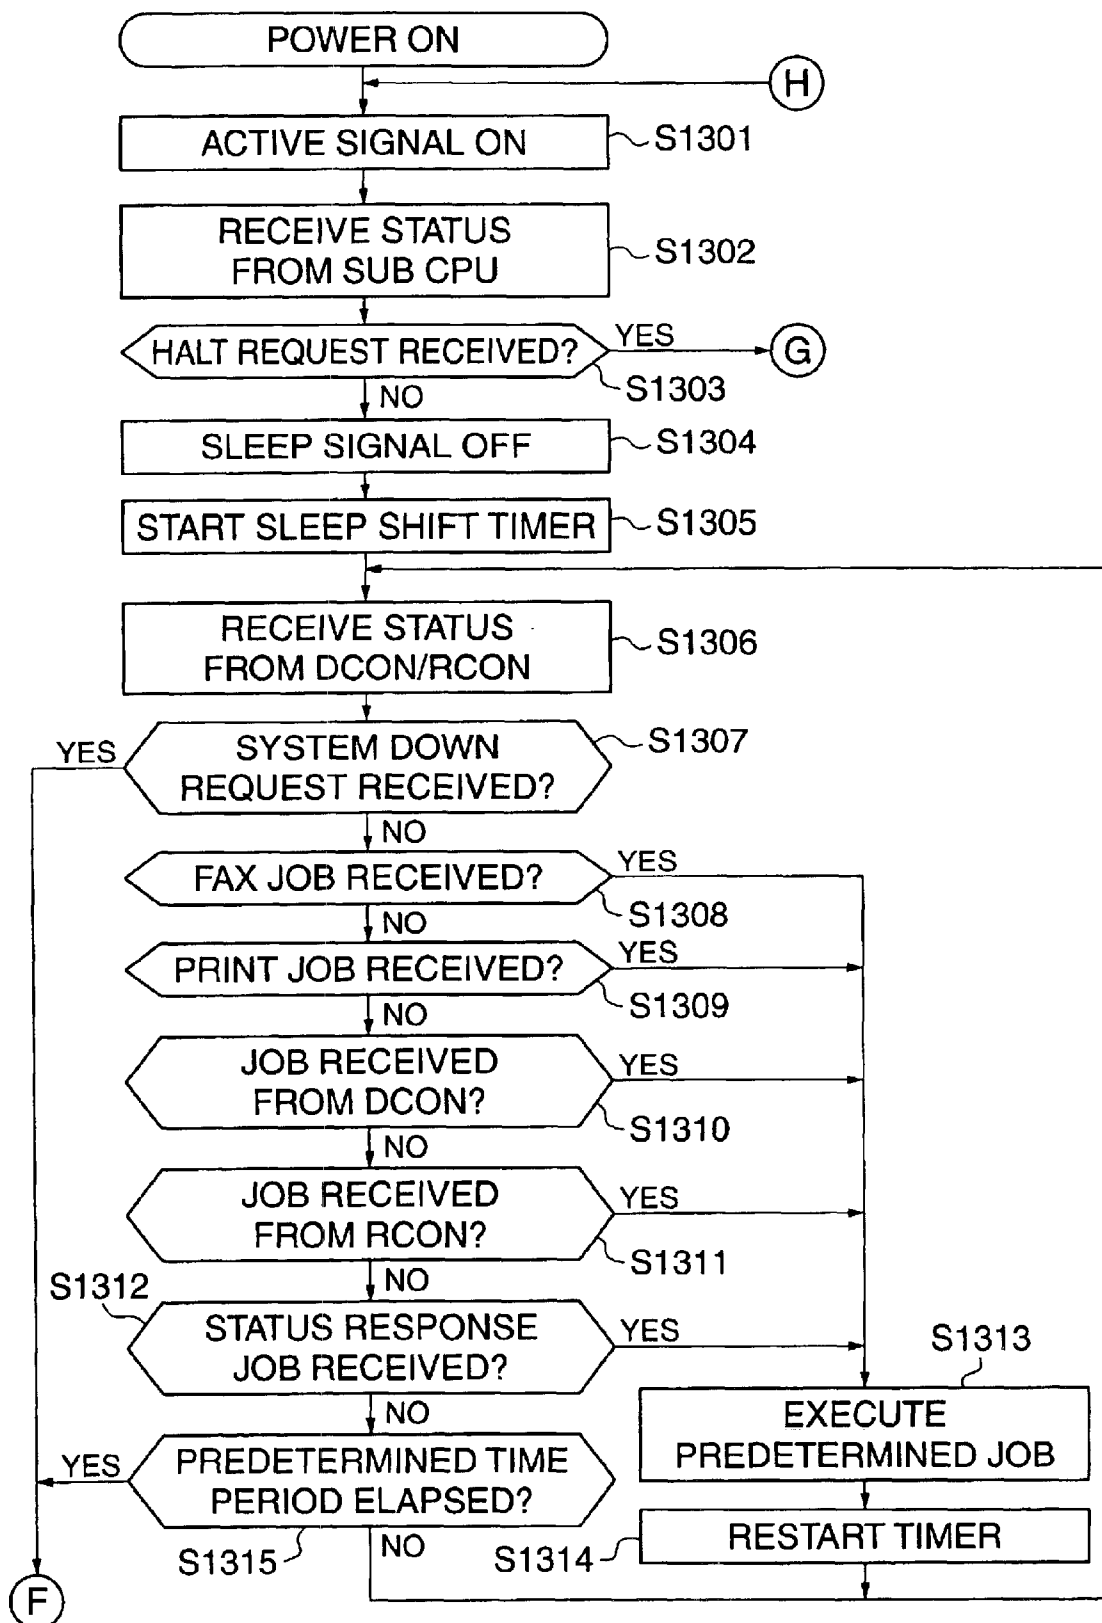 POWER ON
H
ACTIVE SIGNAL ON
S1301
RECEIVE STATUS
FROM SUB CPU
S1302
HALT REQUEST RECEIVED?
YES
G
S1303
NO
SLEEP SIGNAL OFF
S1304
START SLEEP SHIFT TIMER
S1305
RECEIVE STATUS
FROM DCON/RCON
S1306
YES
SYSTEM DOWN
REQUEST RECEIVED?
S1307
NO
FAX JOB RECEIVED?
YES
S1308
NO
PRINT JOB RECEIVED?
YES
S1309
NO
JOB RECEIVED
FROM DCON?
YES
S1310
NO
JOB RECEIVED
FROM RCON?
YES
S1311
NO
S1312
STATUS RESPONSE
JOB RECEIVED?
YES
S1313
NO
EXECUTE
PREDETERMINED JOB
YES
PREDETERMINED TIME
PERIOD ELAPSED?
S1315
NO
S1314
RESTART TIMER
F